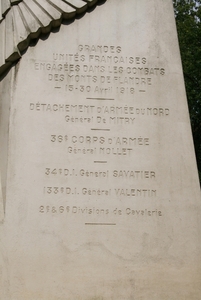 GRANDES
UNITÉS FRANÇAISES
ENGAGÉES DANS LES COMBATS
DES MONTS DE FLANDRE
— 15-30 Avril 1918 —
DÉTACHEMENT D'ARMÉE DU NORD
Général De MITRY
36e CORPS d'ARMÉE
Général NOLLET
34e D.I. Général SAVATIER
133e D.I. Général VALENTIN
2e & 6e Divisions de Cavalerie